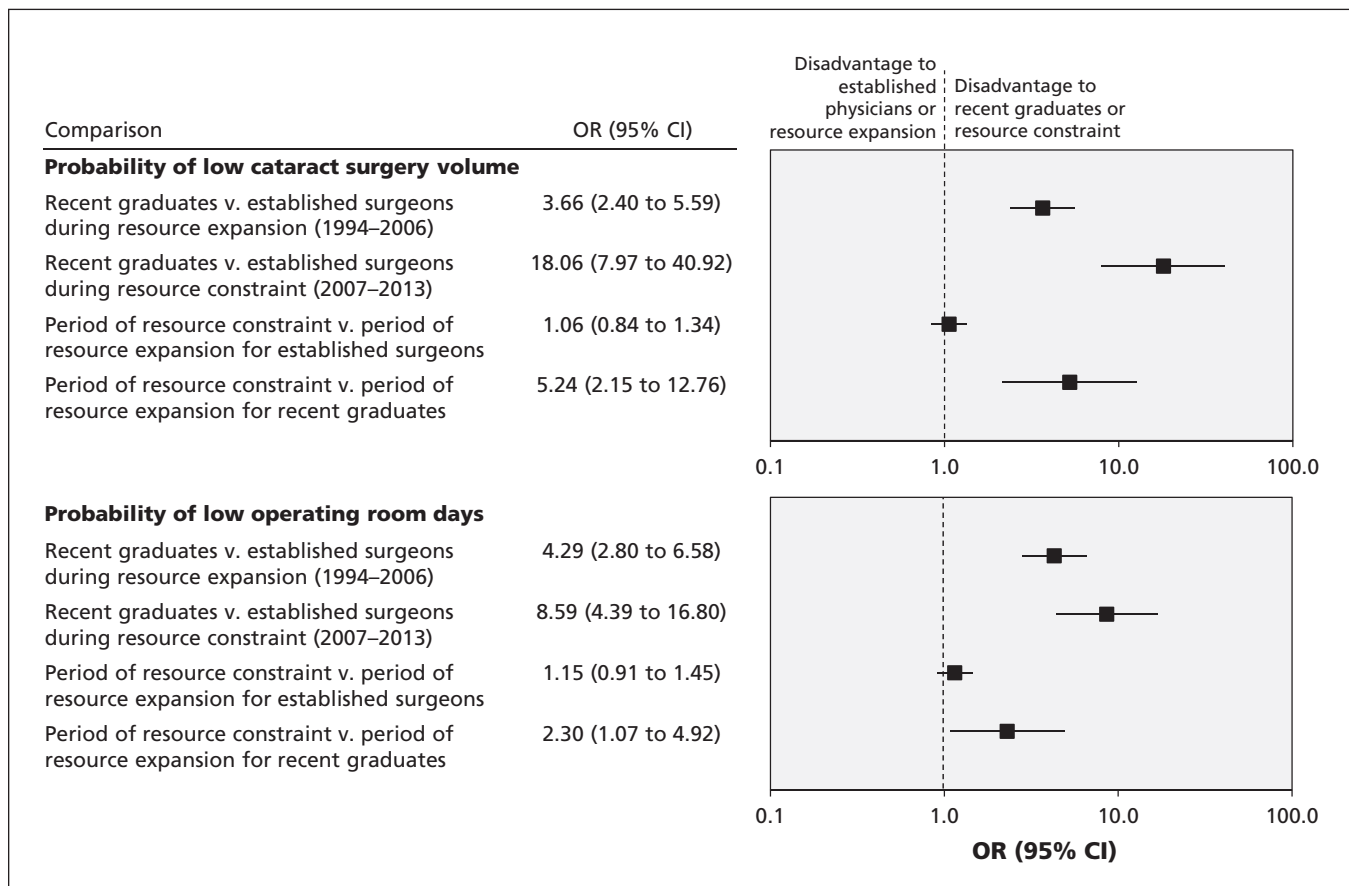 Disadvantage to
established
physicians or
resource expansion
Disadvantage to
recent graduates or
resource constraint
Comparison OR (95% CI)
Probability of low cataract surgery volume
Recent graduates v. established surgeons
during resource expansion (1994–2006)
3.66 (2.40 to 5.59)
Recent graduates v. established surgeons
during resource constraint (2007–2013)
18.06 (7.97 to 40.92)
Period of resource constraint v. period of
resource expansion for established surgeons
1.06 (0.84 to 1.34)
Period of resource constraint v. period of
resource expansion for recent graduates
5.24 (2.15 to 12.76)
0.1 1.0 10.0 100.0
Probability of low operating room days
Recent graduates v. established surgeons
during resource expansion (1994–2006)
4.29 (2.80 to 6.58)
Recent graduates v. established surgeons
during resource constraint (2007–2013)
8.59 (4.39 to 16.80)
Period of resource constraint v. period of
resource expansion for established surgeons
1.15 (0.91 to 1.45)
Period of resource constraint v. period of
resource expansion for recent graduates
2.30 (1.07 to 4.92)
0.1 1.0 10.0 100.0
OR (95% CI)